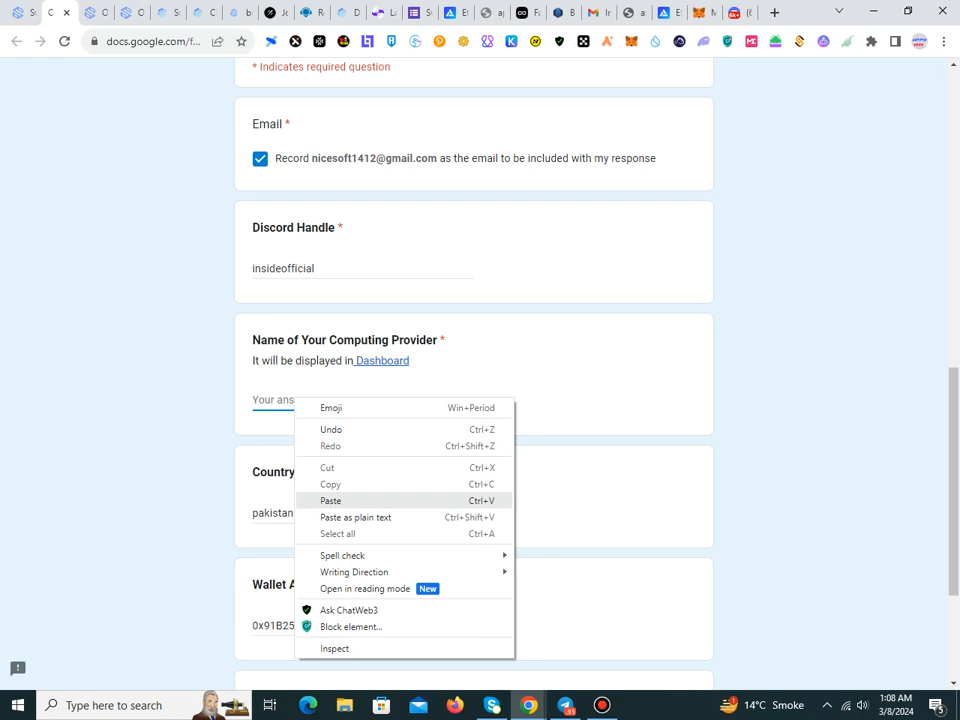 docs.google.com/f...
* Indicates required question
Email *
Record nicesoft1412@gmail.com as the email to be included with my response
Discord Handle *
insideofficial
Name of Your Computing Provider *
It will be displayed in Dashboard
Your ans
Emoji Win+Period
Undo Ctrl+Z
Redo Ctrl+Shift+Z
Cut Ctrl+X
Copy Ctrl+C
Paste Ctrl+V
Paste as plain text Ctrl+Shift+V
Select all Ctrl+A
Spell check
Writing Direction
Open in reading mode New
Ask ChatWeb3
Block element...
Inspect
Country
pakistan
Wallet A
0x91B25
Type here to search
14°C Smoke
1:08 AM
3/8/2024
5